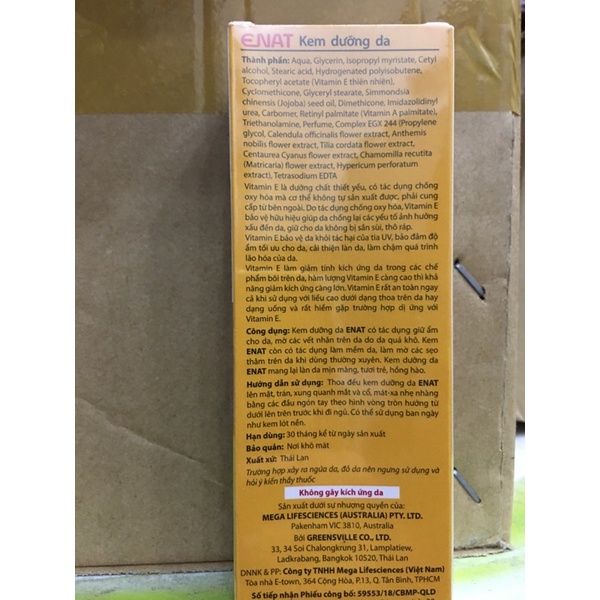 ENAT Kem dưỡng da
Thành phần: Aqua, Glycerin, Isopropyl myristate, Cetyl
alcohol, Stearic acid, Hydrogenated polyisobutene,
Tocopheryl acetate (Vitamin E thiên nhiên),
Cyclomethicone, Glyceryl stearate, Simmondsia
chinensis (Jojoba) seed oil, Dimethicone, Imidazolidinyl
urea, Carbomer, Retinyl palmitate (Vitamin A palmitate),
Triethanolamine, Perfume, Complex EGX 244 (Propylene
glycol, Calendula officinalis flower extract, Anthemis
nobilis flower extract, Tilia cordata flower extract,
Centaurea Cyanus flower extract, Chamomilla recutita
(Matricaria) flower extract, Hypericum perforatum
extract), Tetrasodium EDTA
Vitamin E là dưỡng chất thiết yếu, có tác dụng chống
oxy hóa mà cơ thể không tự sản xuất được, phải cung
cấp từ bên ngoài. Do tác dụng chống oxy hóa. Vitamin E
bảo vệ hữu hiệu giúp da chống lại các yếu tố ảnh hưởng
xấu đến da, giữ cho da không bị sần sùi, thô ráp.
Vitamin E bảo vệ da khỏi tác hại của tia UV, bảo đảm độ
ẩm tối ưu cho da, cải thiện làn da, làm chậm quá trình
lão hóa của da.
Vitamin E làm giảm tính kích ứng da trong các chế
phẩm bôi trên da, hàm lượng Vitamin E càng cao thì khả
năng giảm kích ứng càng lớn. Vitamin E rất an toàn ngay
cả khi sử dụng với liều cao dưới dạng thoa trên da hay
dạng uống và rất hiếm gặp trường hợp dị ứng với
Vitamin E.
Công dụng: Kem dưỡng da ENAT có tác dụng giữ ẩm
cho da, mờ các vết nhăn trên da do da quá khô. Kem
ENAT còn có tác dụng làm mềm da, làm mờ các sẹo
thâm trên da khi dùng thường xuyên. Kem dưỡng da
ENAT mang lại làn da mịn màng, tươi trẻ, hồng hào.
Hướng dẫn sử dụng: Thoa đều kem dưỡng da ENAT
lên mặt, trán, xung quanh mắt và cổ, mát-xa nhẹ nhàng
bằng các đầu ngón tay theo hình vòng tròn hướng từ
dưới lên trên trước khi đi ngủ. Có thể sử dụng ban ngày
như kem lót nền.
Hạn dùng: 30 tháng kể từ ngày sản xuất
Bảo quản: Nơi khô mát
Xuất xứ: Thái Lan
Trường hợp xảy ra ngứa da, đỏ da nên ngưng sử dụng và
hỏi ý kiến thầy thuốc
Không gây kích ứng da
Sản xuất dưới sự nhượng quyền của:
MEGA LIFESCIENCES (AUSTRALIA) PTY. LTD.
Pakenham VIC 3810, Australia
Bởi GREENSVILLE CO., LTD.
33, 34 Soi Chalongkrung 31, Lamplatiew,
Ladkrabang, Bangkok 10520, Thái Lan
DNNK & PP: Công ty TNHH Mega Lifesciences (Việt Nam)
Tòa nhà E-town, 364 Cộng Hòa, P.13, Q. Tân Bình, TPHCM
Số tiếp nhận Phiếu công bố: 59553/18/CBMP-QLD